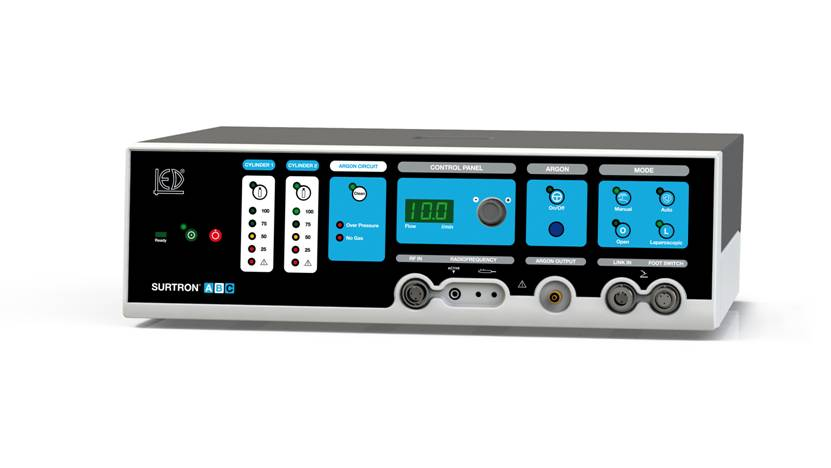 LED®
CYLINDER 1
CYLINDER 2
ARGON CIRCUIT
CONTROL PANEL
ARGON
MODE
Clean
100
75
50
25
100
75
50
25
Over Pressure
No Gas
10.0
Flow
l/min
On/Off
Manual
Auto
O
Open
L
Laparoscopic
Ready
SURTRON® ABC
RF IN
RADIOFREQUENCY
ACTIVE
ARGON OUTPUT
LINK IN
FOOT SWITCH